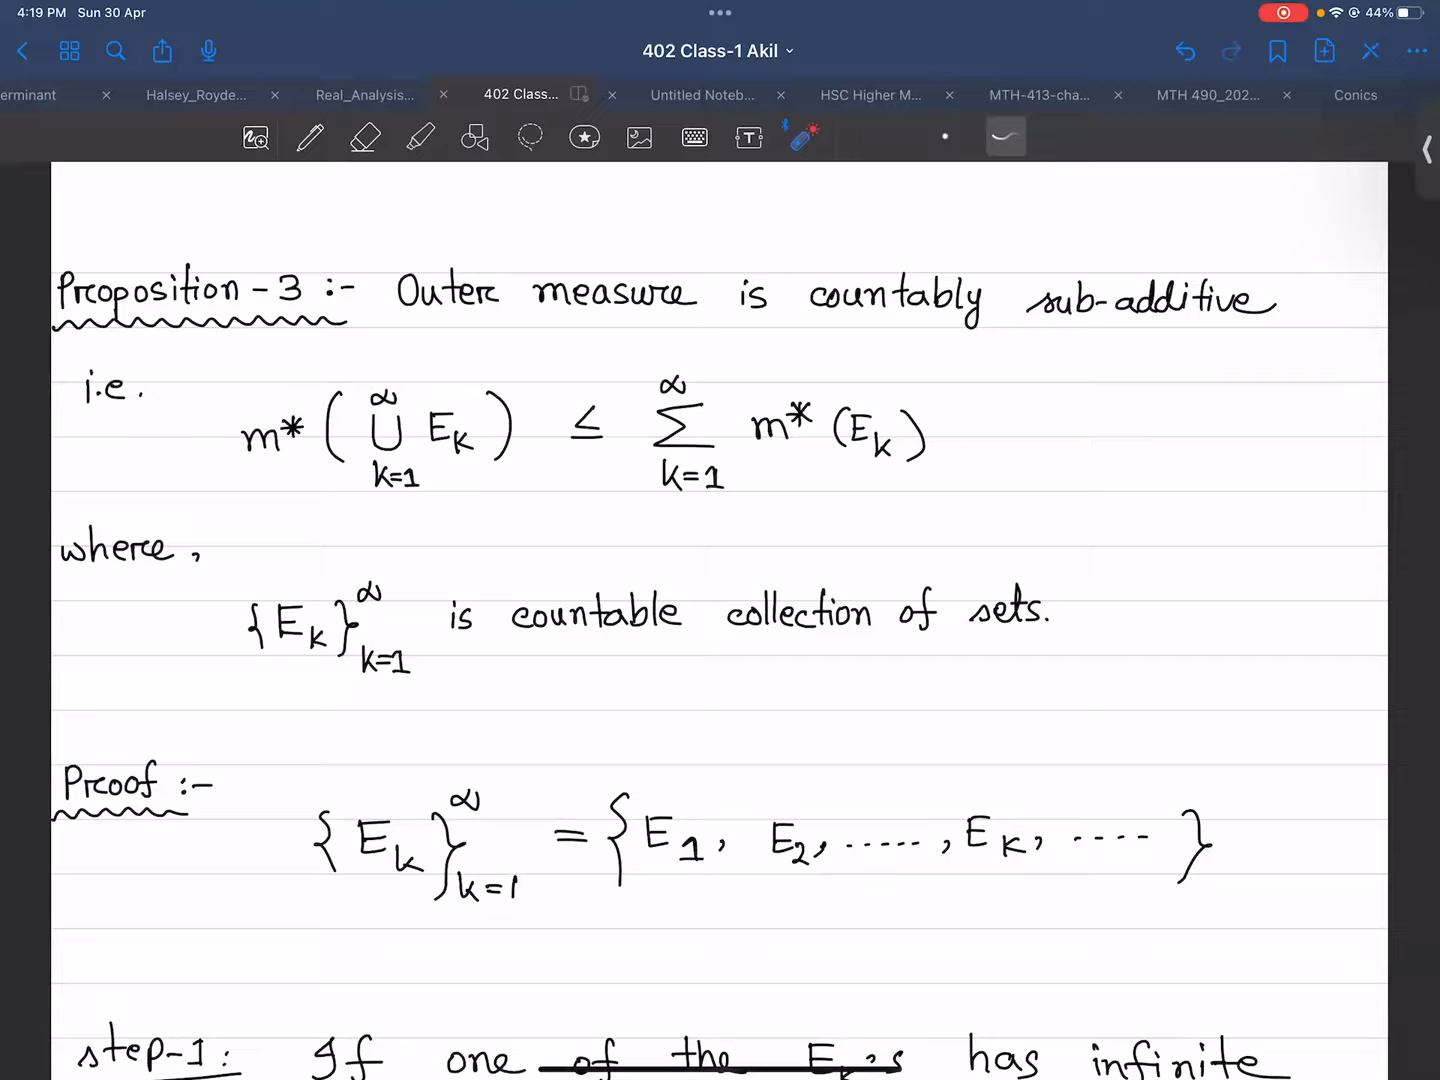 4:19 PM Sun 30 Apr
44%
402 Class-1 Akil
erminant
Halsey_Royde...
Real_Analysis...
402 Class...
Untitled Noteb...
HSC Higher M...
MTH-413-cha...
MTH 490_202...
Conics
Proposition-3 :- Outer measure is countably sub-additive
i.e.
m* ( ∞ ∪ k=1 E_k ) ≤ ∞ ∑ k=1 m* (E_k)
where,
{E_k}^∞_k=1 is countable collection of sets.
Proof :-
{E_k}^∞_k=1 = {E_1, E_2, ....., E_k, .... }
step-1: If one of the E_k's has infinite